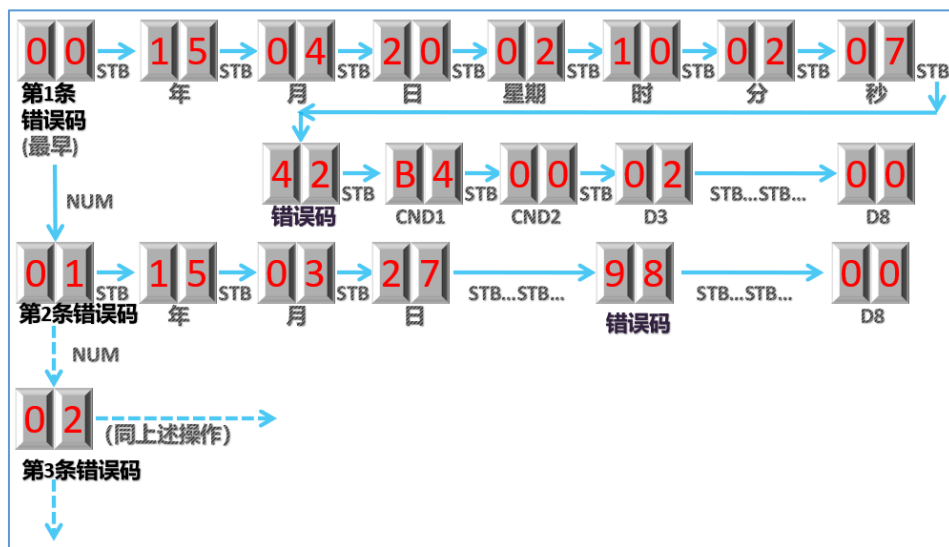 00 STB 15 STB 04 STB 20 STB 02 STB 10 STB 02 STB 07 STB
第1条 年 月 日 星期 时 分 秒
错误码
(最早)
42 STB B4 STB 00 STB 02 STB...STB... 00
错误码 CND1 CND2 D3 D8
NUM
01 STB 15 STB 03 STB 27 STB...STB... 98 STB...STB... 00
第2条错误码 年 月 日 错误码 D8
NUM
02 (同上述操作)
第3条错误码